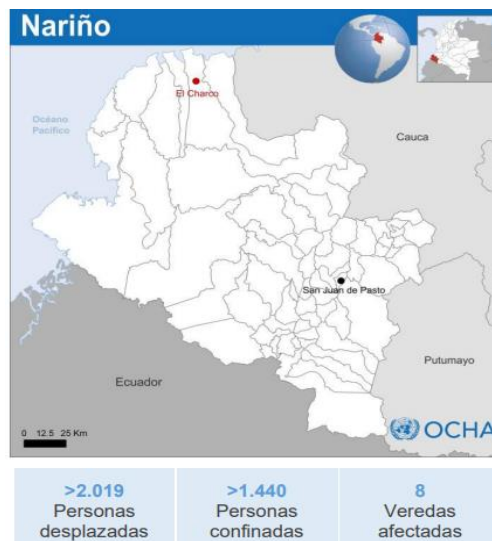 Nariño
El Charco
Océano
Pacífico
Cauca
San Juan de Pasto
Putumayo
Ecuador
0 12.5 25 Km
OCHA
>2.019
Personas
desplazadas
>1.440
Personas
confinadas
8
Veredas
afectadas